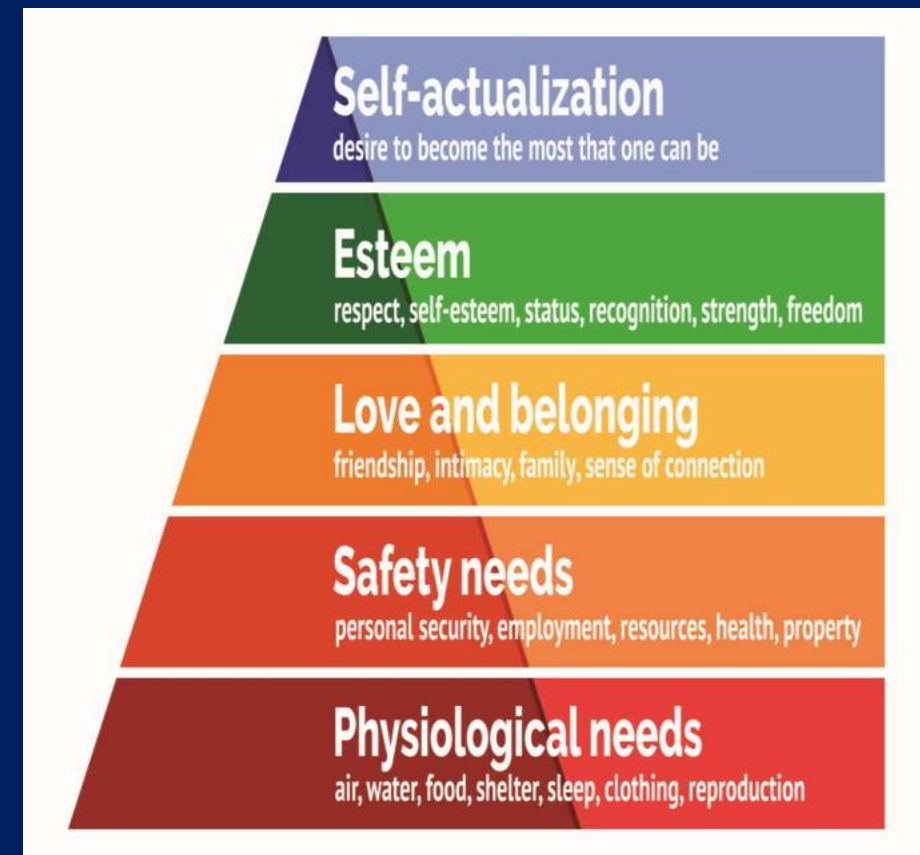 Self-actualization
desire to become the most that one can be
Esteem
respect, self-esteem, status, recognition, strength, freedom
Love and belonging
friendship, intimacy, family, sense of connection
Safety needs
personal security, employment, resources, health, property
Physiological needs
air, water, food, shelter, sleep, clothing, reproduction